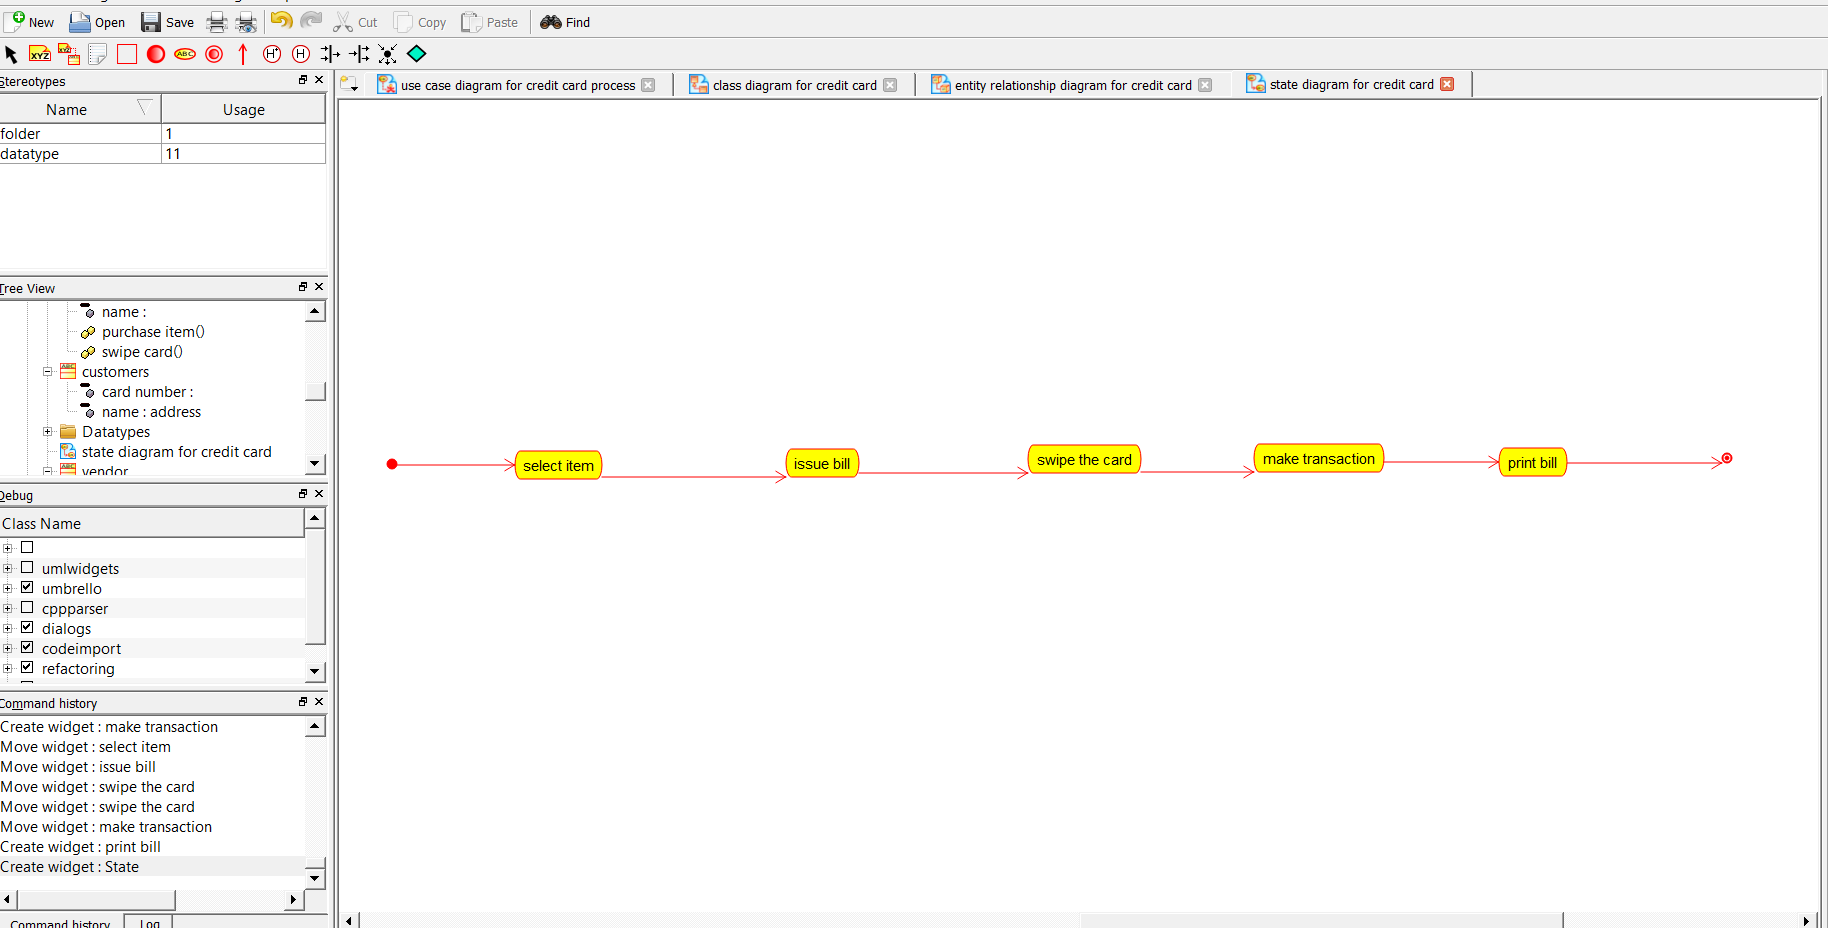 New Open Save Cut Copy Paste Find
XYZ XYZ ABC H* H
Stereotypes
Name Usage
folder 1
datatype 11
use case diagram for credit card process
class diagram for credit card
entity relationship diagram for credit card
state diagram for credit card
Tree View
name :
purchase item()
swipe card()
customers
card number :
name : address
Datatypes
state diagram for credit card
vendor
select item
issue bill
swipe the card
make transaction
print bill
Debug
Class Name
umlwidgets
umbrello
cppparser
dialogs
codeimport
refactoring
Command history
Create widget : make transaction
Move widget : select item
Move widget : issue bill
Move widget : swipe the card
Move widget : swipe the card
Move widget : make transaction
Create widget : print bill
Create widget : State
Command history Log